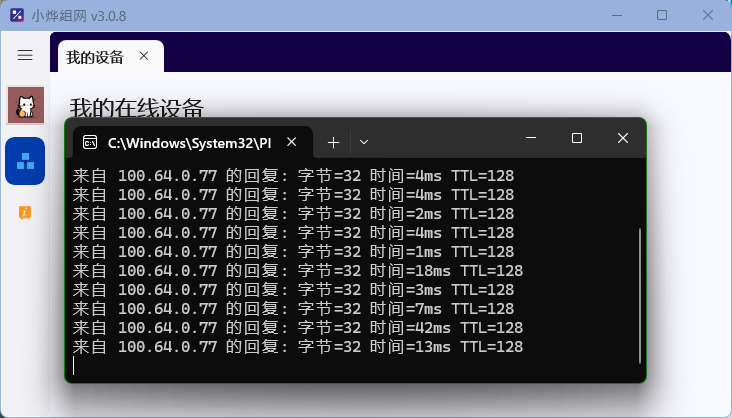 小烨组网 v3.0.8
我的设备
我的在线设备
C:\Windows\System32\PI
来自 100.64.0.77 的回复: 字节=32 时间=4ms TTL=128
来自 100.64.0.77 的回复: 字节=32 时间=4ms TTL=128
来自 100.64.0.77 的回复: 字节=32 时间=2ms TTL=128
来自 100.64.0.77 的回复: 字节=32 时间=4ms TTL=128
来自 100.64.0.77 的回复: 字节=32 时间=1ms TTL=128
来自 100.64.0.77 的回复: 字节=32 时间=18ms TTL=128
来自 100.64.0.77 的回复: 字节=32 时间=3ms TTL=128
来自 100.64.0.77 的回复: 字节=32 时间=7ms TTL=128
来自 100.64.0.77 的回复: 字节=32 时间=42ms TTL=128
来自 100.64.0.77 的回复: 字节=32 时间=13ms TTL=128